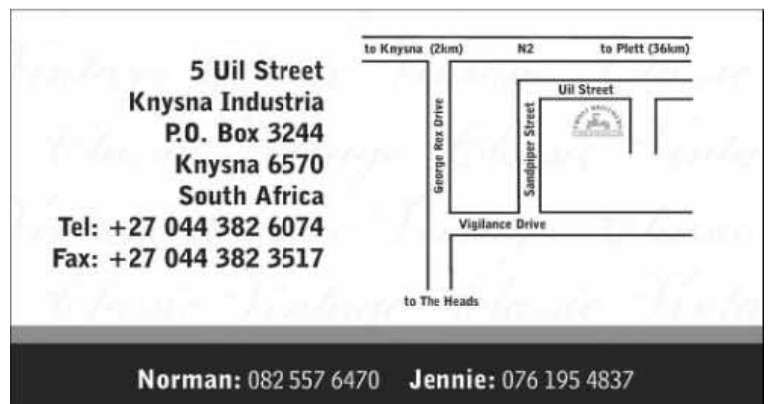 5 Uil Street
Knysna Industria
P.O. Box 3244
Knysna 6570
South Africa
Tel: +27 044 382 6074
Fax: +27 044 382 3517
to Knysna (2km) N2 to Plett (36km)
Uil Street
George Rex Drive
Sandpiper Street
Vigilance Drive
to The Heads
Norman: 082 557 6470 Jennie: 076 195 4837